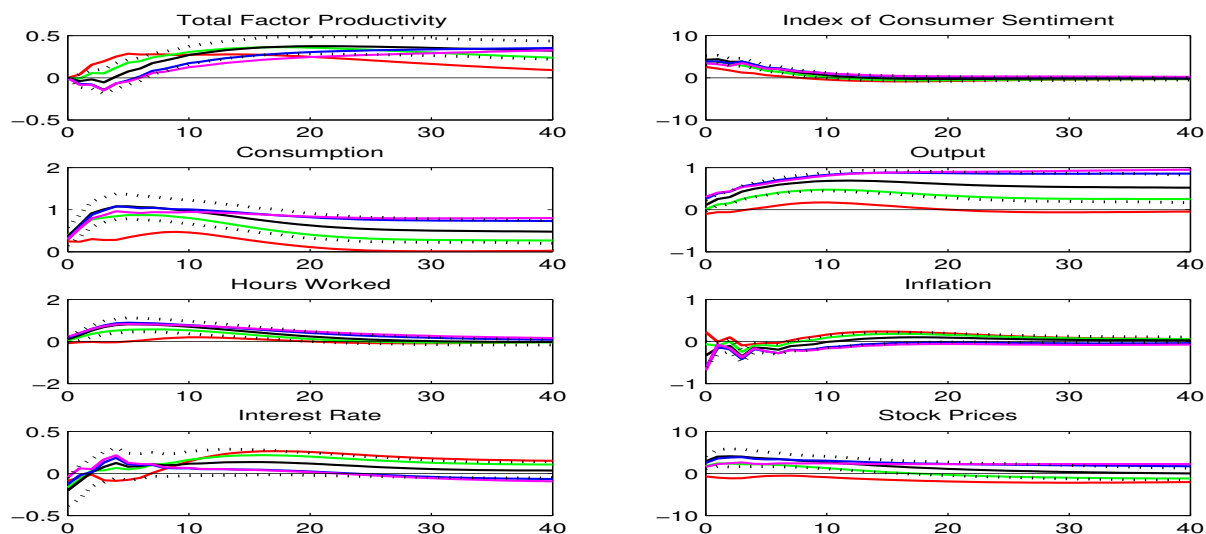 Total Factor Productivity
0.5
0
−0.5
0 10 20 30 40
Index of Consumer Sentiment
10
0
−10
0 10 20 30 40
Consumption
2
1
0
0 10 20 30 40
Output
1
0
−1
0 10 20 30 40
Hours Worked
2
0
−2
0 10 20 30 40
Inflation
1
0
−1
0 10 20 30 40
Interest Rate
0.5
0
−0.5
0 10 20 30 40
Stock Prices
10
0
−10
0 10 20 30 40